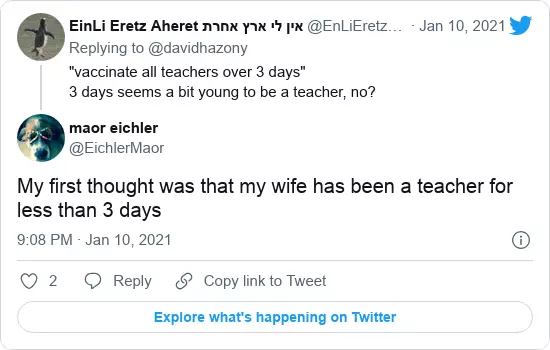 EinLi Eretz Aheret אין לי ארץ אחרת @EnLiEretz… · Jan 10, 2021
Replying to @davidhazony
"vaccinate all teachers over 3 days"
3 days seems a bit young to be a teacher, no?
maor eichler
@EichlerMaor
My first thought was that my wife has been a teacher for
less than 3 days
9:08 PM · Jan 10, 2021
2 Reply Copy link to Tweet
Explore what's happening on Twitter